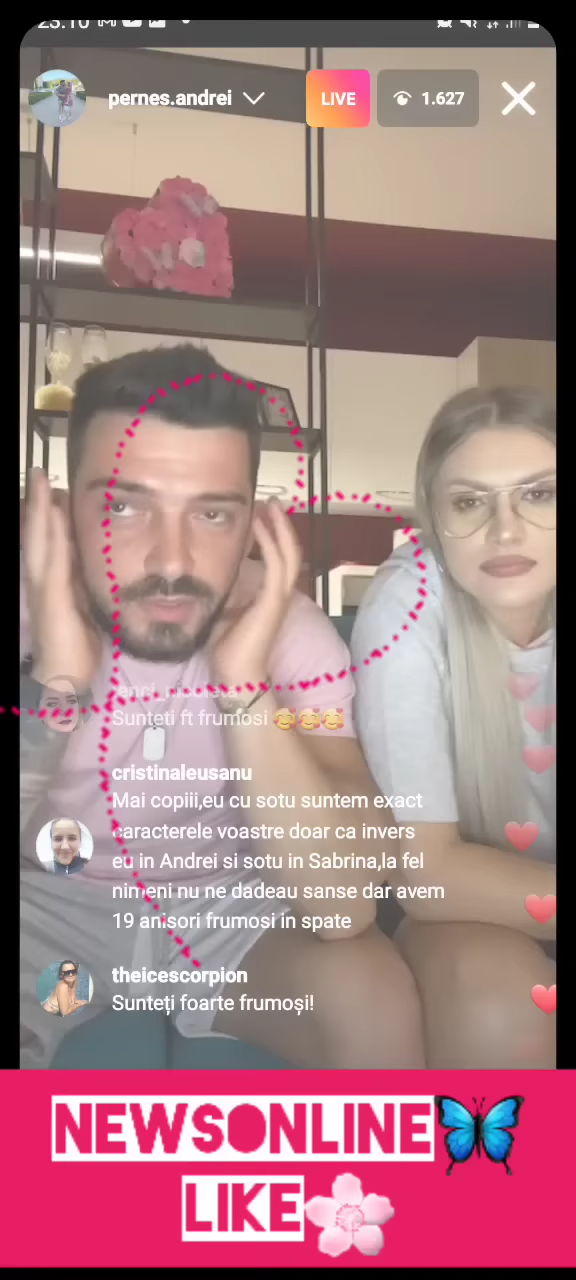 23:10
pernes.andrei
LIVE
1.627
Sunteti ft frumosi 🥰🥰🥰
cristinaleusanu
Mai copiii,eu cu sotu suntem exact
caracterele voastre doar ca invers
eu in Andrei si sotu in Sabrina,la fel
nimeni nu ne dadeau sanse dar avem
19 anisori frumosi in spate
theicescorpion
Sunteți foarte frumoși!
NEWSONLINE🦋
LIKE🌸